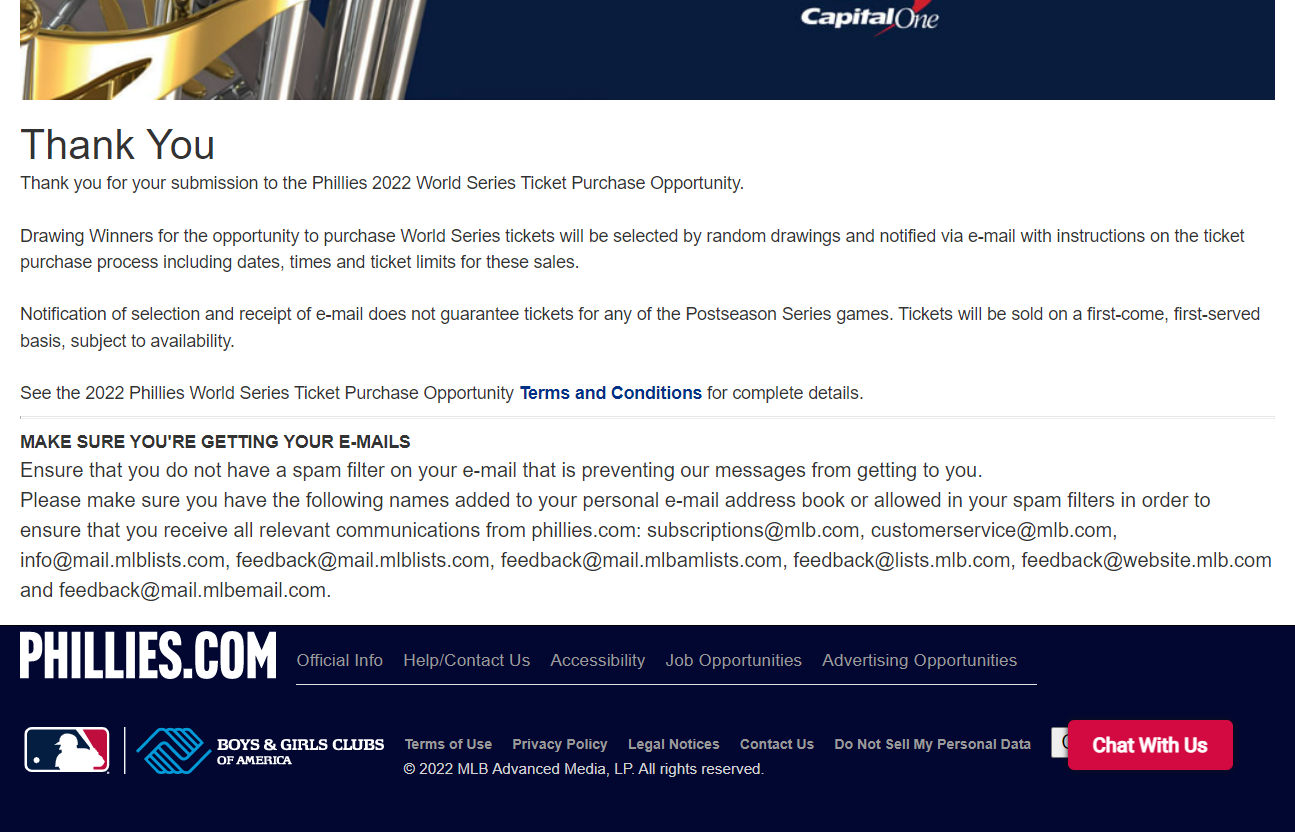 Capital One
Thank You
Thank you for your submission to the Phillies 2022 World Series Ticket Purchase Opportunity.
Drawing Winners for the opportunity to purchase World Series tickets will be selected by random drawings and notified via e-mail with instructions on the ticket
purchase process including dates, times and ticket limits for these sales.
Notification of selection and receipt of e-mail does not guarantee tickets for any of the Postseason Series games. Tickets will be sold on a first-come, first-served
basis, subject to availability.
See the 2022 Phillies World Series Ticket Purchase Opportunity Terms and Conditions for complete details.
MAKE SURE YOU'RE GETTING YOUR E-MAILS
Ensure that you do not have a spam filter on your e-mail that is preventing our messages from getting to you.
Please make sure you have the following names added to your personal e-mail address book or allowed in your spam filters in order to
ensure that you receive all relevant communications from phillies.com: subscriptions@mlb.com, customerservice@mlb.com,
info@mail.mlblists.com, feedback@mail.mlblists.com, feedback@mail.mlbamlists.com, feedback@lists.mlb.com, feedback@website.mlb.com
and feedback@mail.mlbemail.com.
PHILLIES.COM Official Info Help/Contact Us Accessibility Job Opportunities Advertising Opportunities
BOYS & GIRLS CLUBS
OF AMERICA
Terms of Use Privacy Policy Legal Notices Contact Us Do Not Sell My Personal Data Chat With Us
© 2022 MLB Advanced Media, LP. All rights reserved.